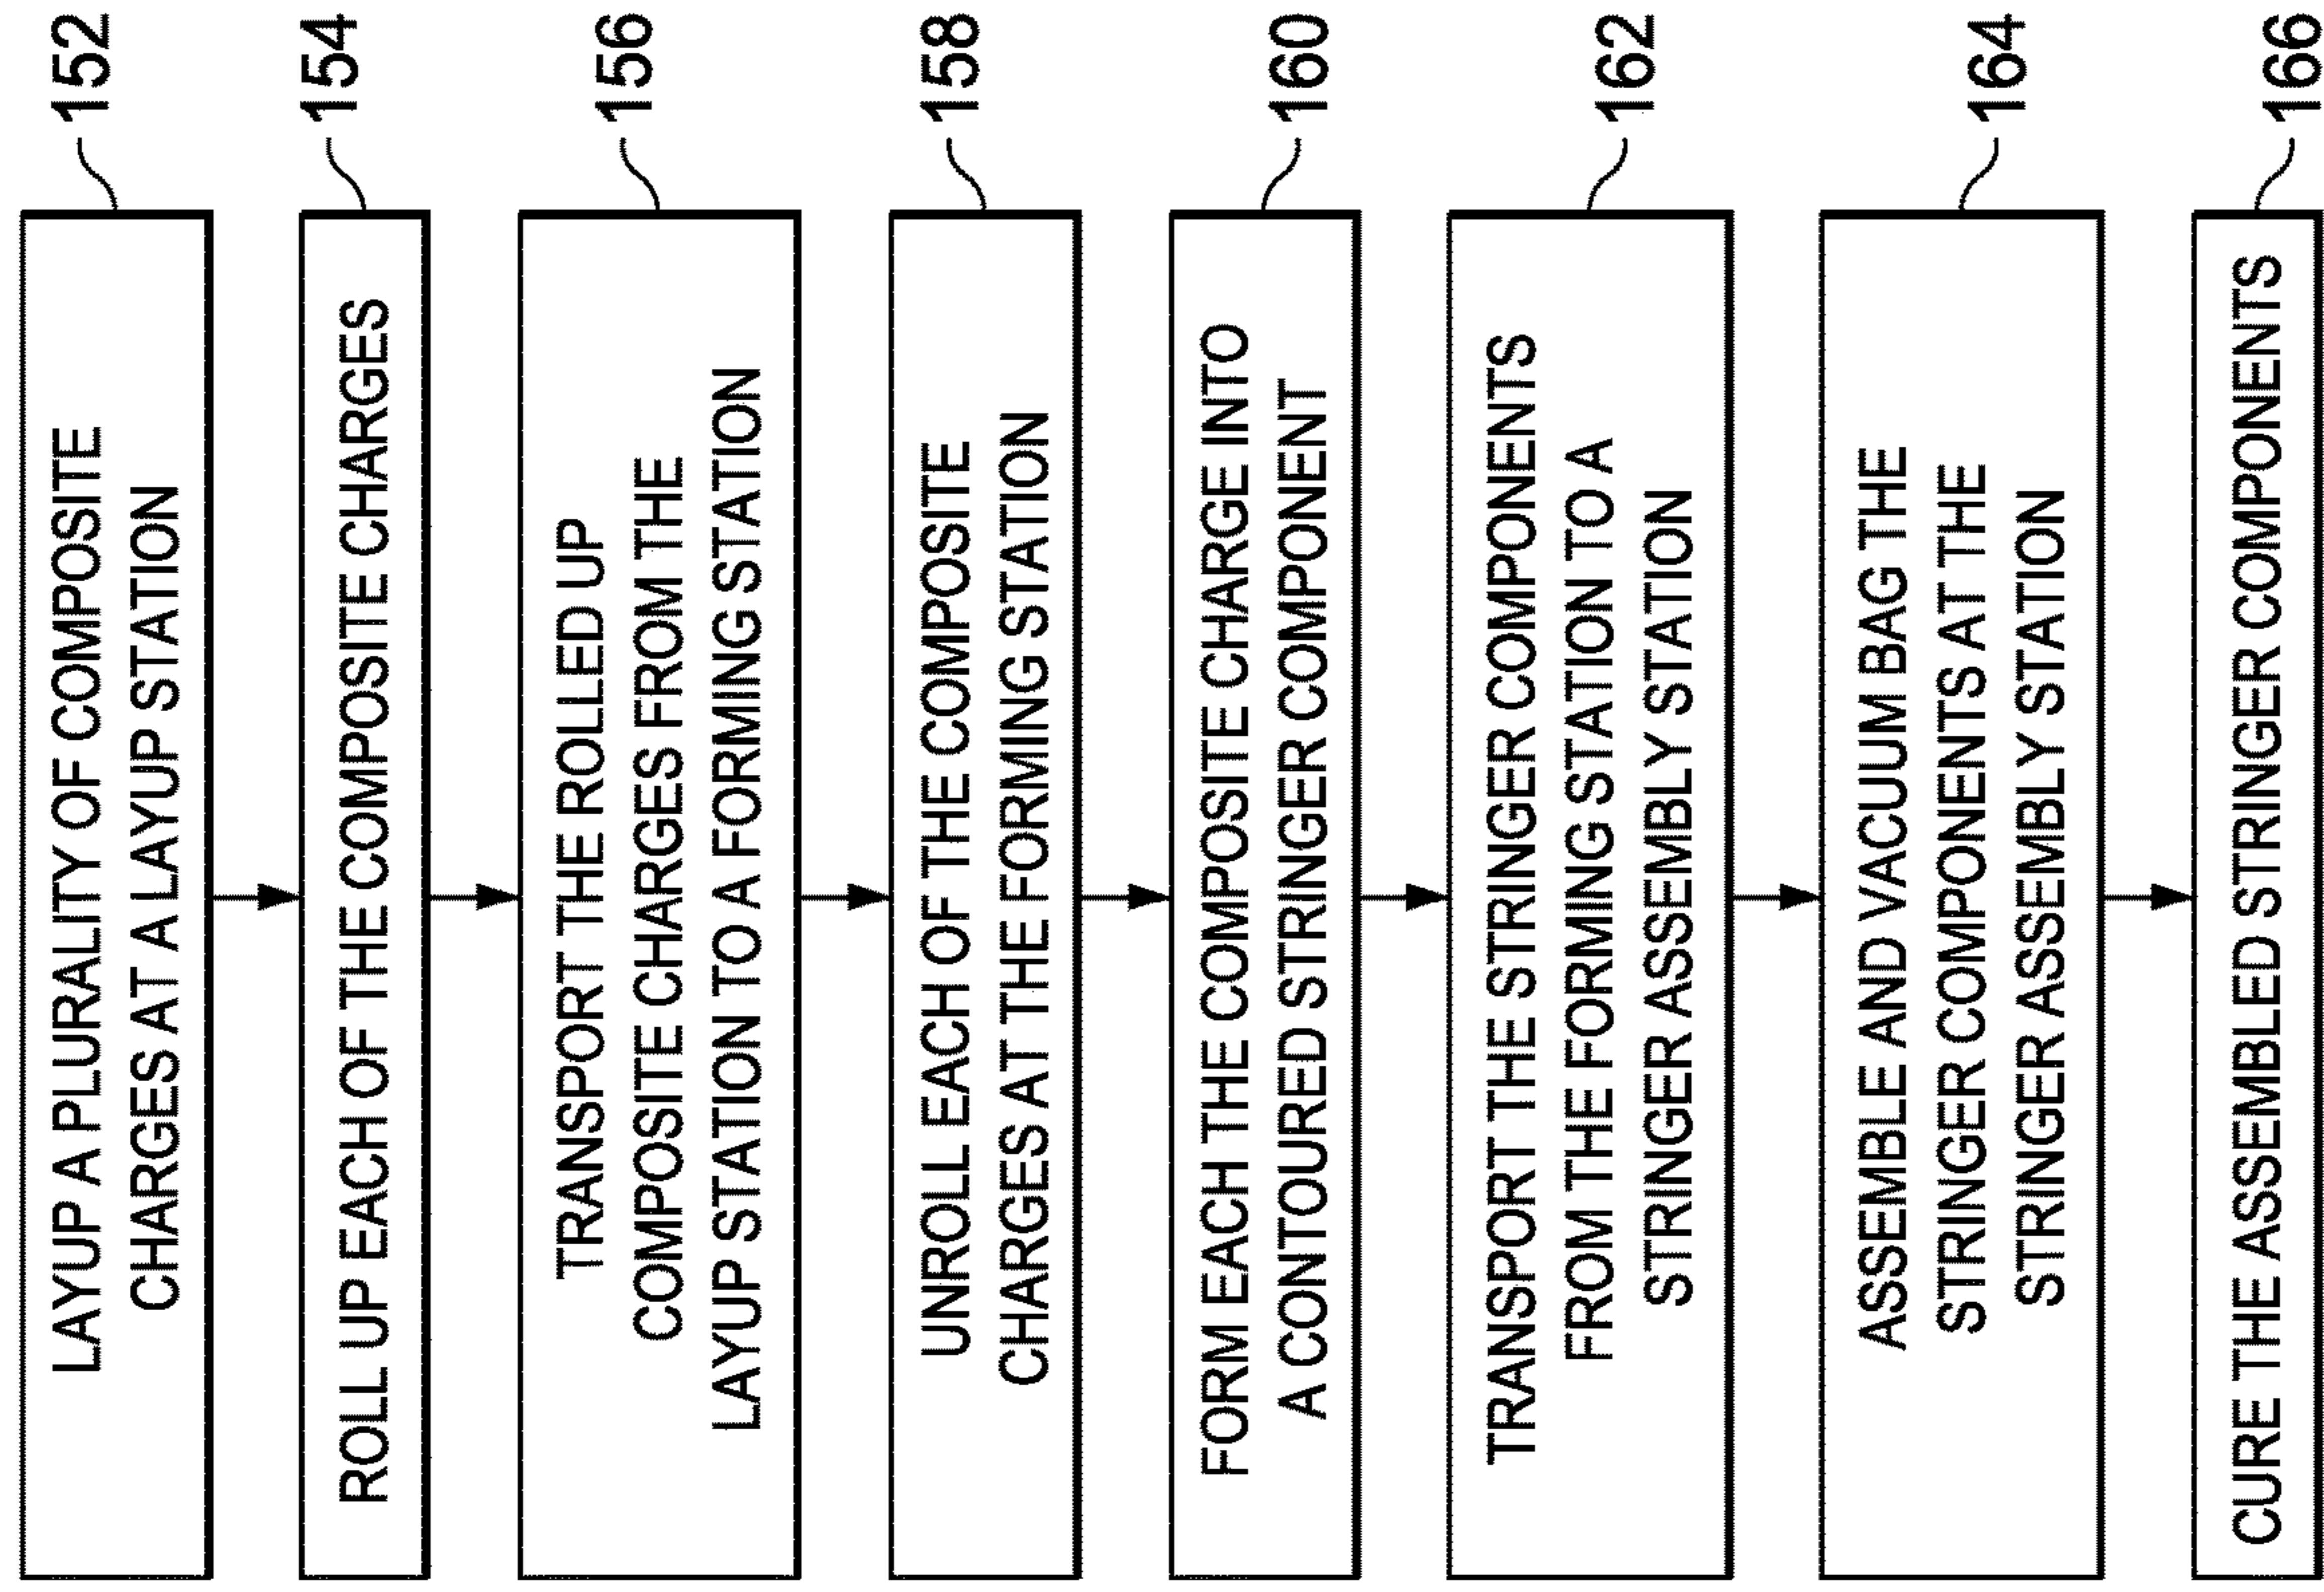 LAYUP A PLURALITY OF COMPOSITE
CHARGES AT A LAYUP STATION
152
ROLL UP EACH OF THE COMPOSITE CHARGES
154
TRANSPORT THE ROLLED UP
COMPOSITE CHARGES FROM THE
LAYUP STATION TO A FORMING STATION
156
UNROLL EACH OF THE COMPOSITE
CHARGES AT THE FORMING STATION
158
FORM EACH THE COMPOSITE CHARGE INTO
A CONTOURED STRINGER COMPONENT
160
TRANSPORT THE STRINGER COMPONENTS
FROM THE FORMING STATION TO A
STRINGER ASSEMBLY STATION
162
ASSEMBLE AND VACUUM BAG THE
STRINGER COMPONENTS AT THE
STRINGER ASSEMBLY STATION
164
CURE THE ASSEMBLED STRINGER COMPONENTS
166